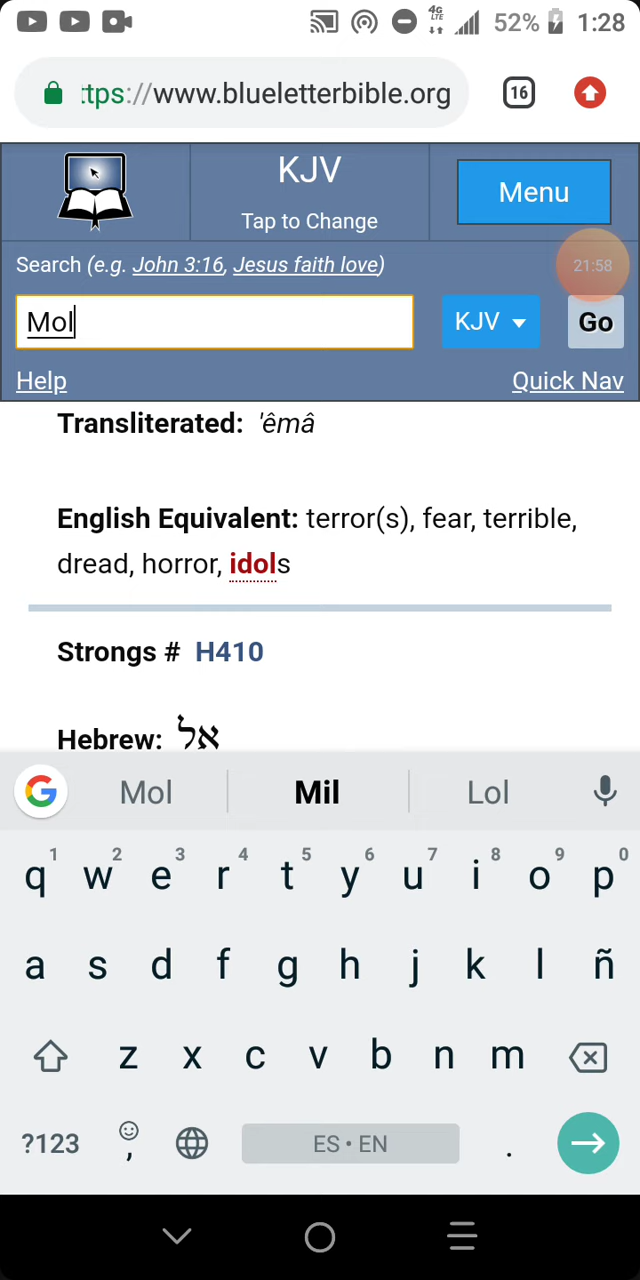 4G
LTE
52%
1:28
ttps://www.blueletterbible.org
16
KJV
Tap to Change
Menu
Search (e.g. John 3:16, Jesus faith love)
21:58
Mol
KJV
Go
Help
Quick Nav
Transliterated: 'êmâ
English Equivalent: terror(s), fear, terrible,
dread, horror, idols
Strongs # H410
Hebrew: אל
Mol
Mil
Lol
1 2 3 4 5 6 7 8 9 0
q w e r t y u i o p
a s d f g h j k l ñ
z x c v b n m
?123 , ES • EN .